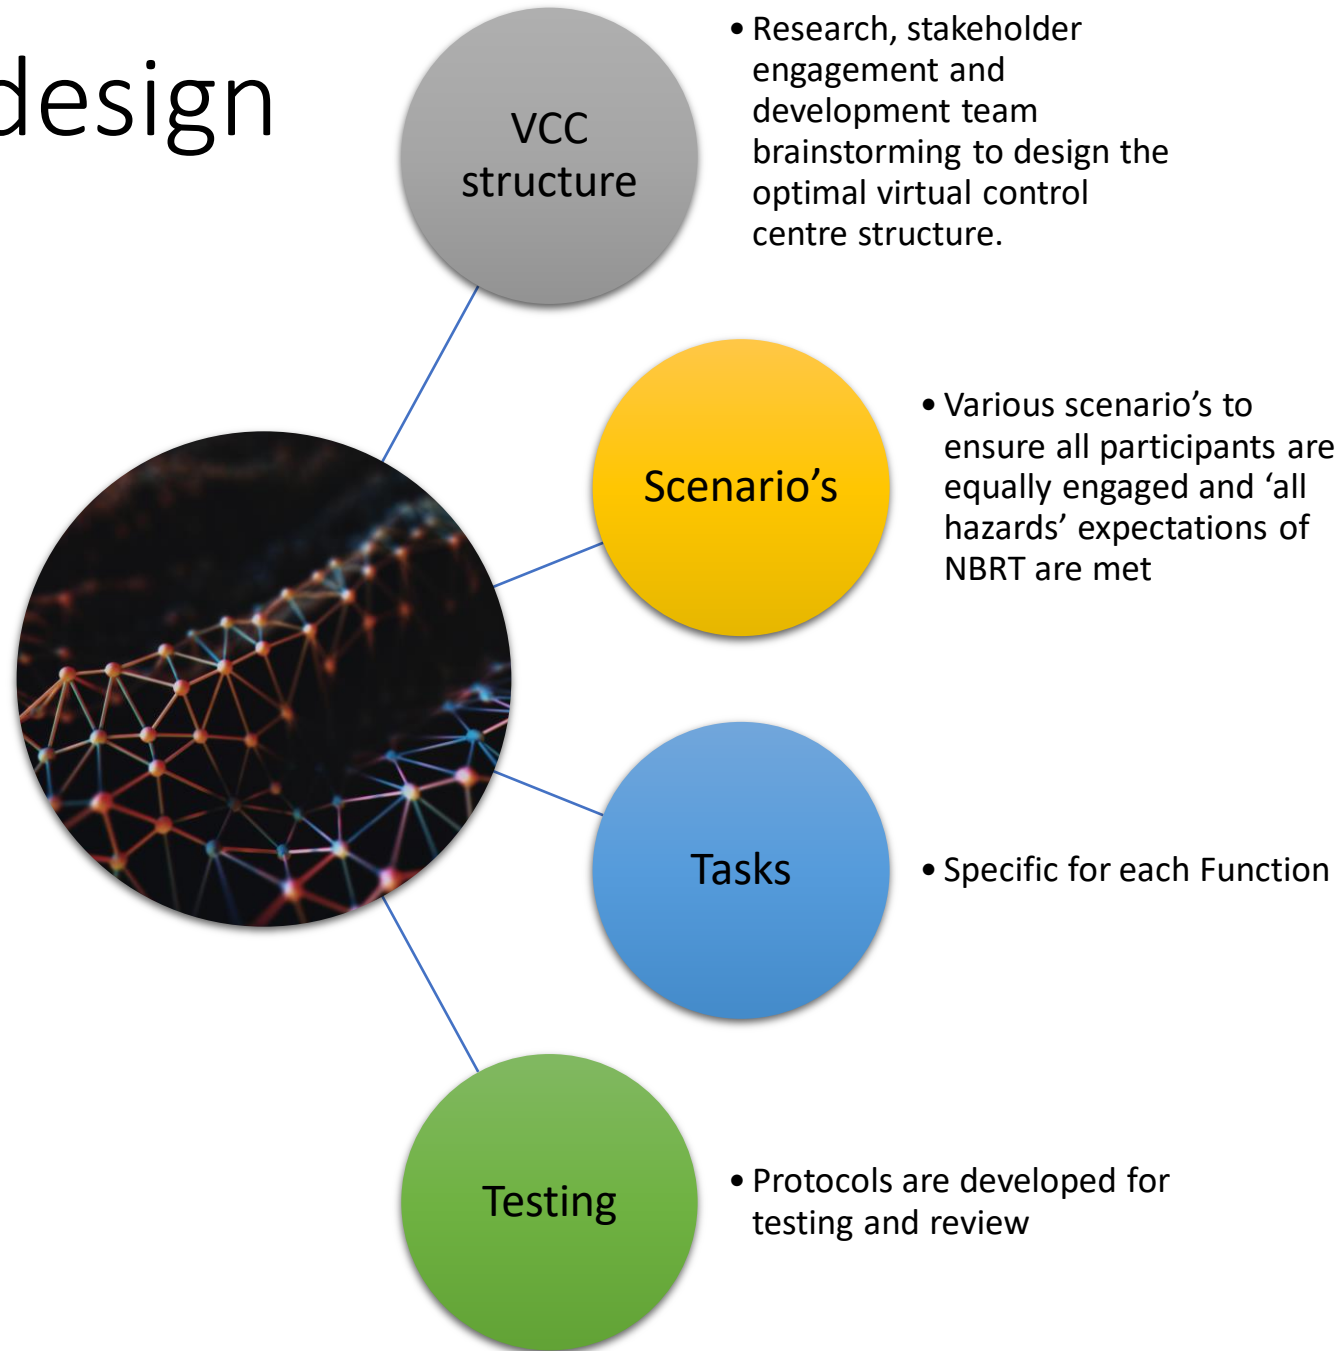 design
VCC
structure
• Research, stakeholder
engagement and
development team
brainstorming to design the
optimal virtual control
centre structure.
Scenario’s
• Various scenario’s to
ensure all participants are
equally engaged and ‘all
hazards’ expectations of
NBRT are met
Tasks
• Specific for each Function
Testing
• Protocols are developed for
testing and review